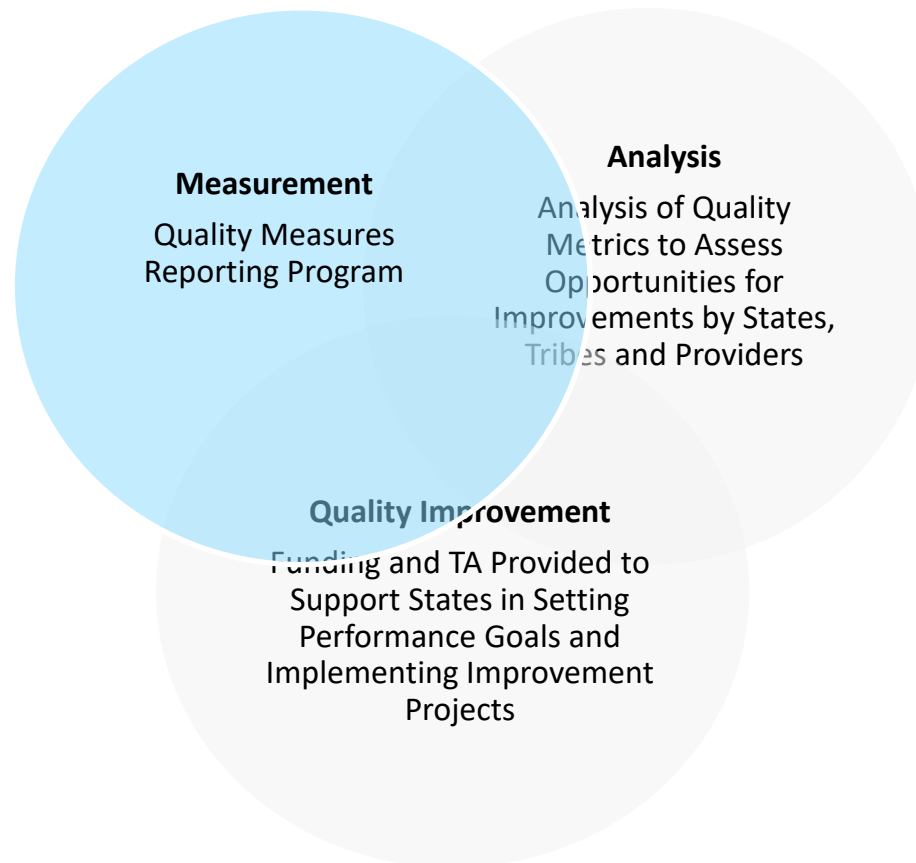 Measurement
Quality Measures
Reporting Program
Analysis
Analysis of Quality
Metrics to Assess
Opportunities for
Improvements by States,
Tribes and Providers
Quality Improvement
Funding and TA Provided to
Support States in Setting
Performance Goals and
Implementing Improvement
Projects